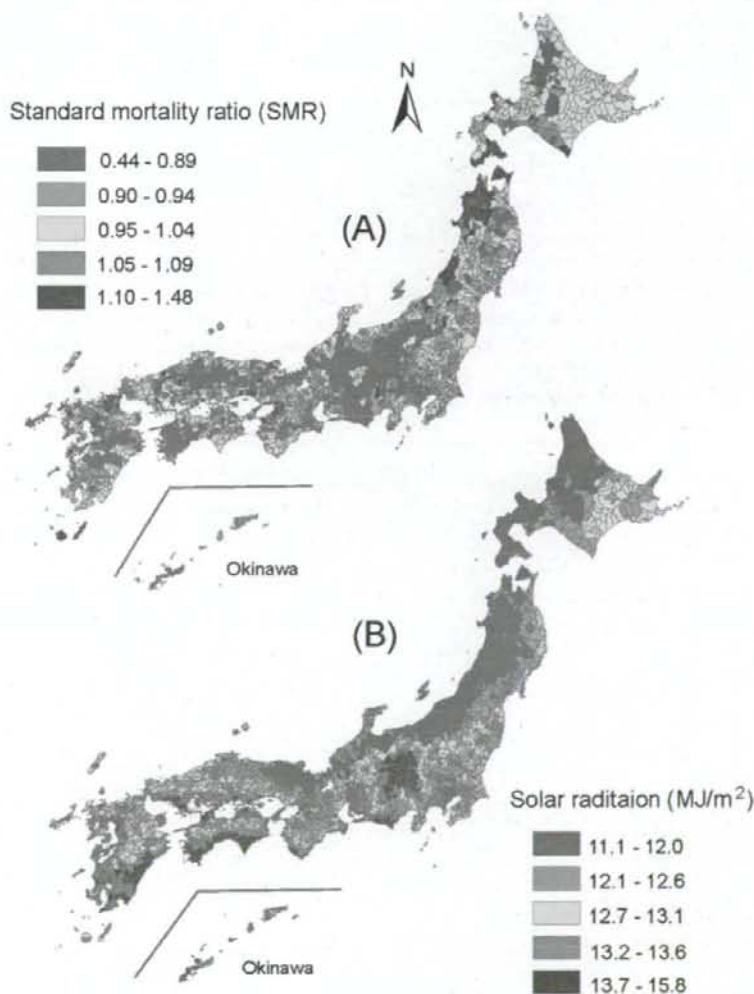 N
Standard mortality ratio (SMR)
0.44 - 0.89
0.90 - 0.94
0.95 - 1.04
1.05 - 1.09
1.10 - 1.48
(A)
Okinawa
(B)
Solar raditaion (MJ/m²)
11.1 - 12.0
12.1 - 12.6
12.7 - 13.1
13.2 - 13.6
13.7 - 15.8
Okinawa